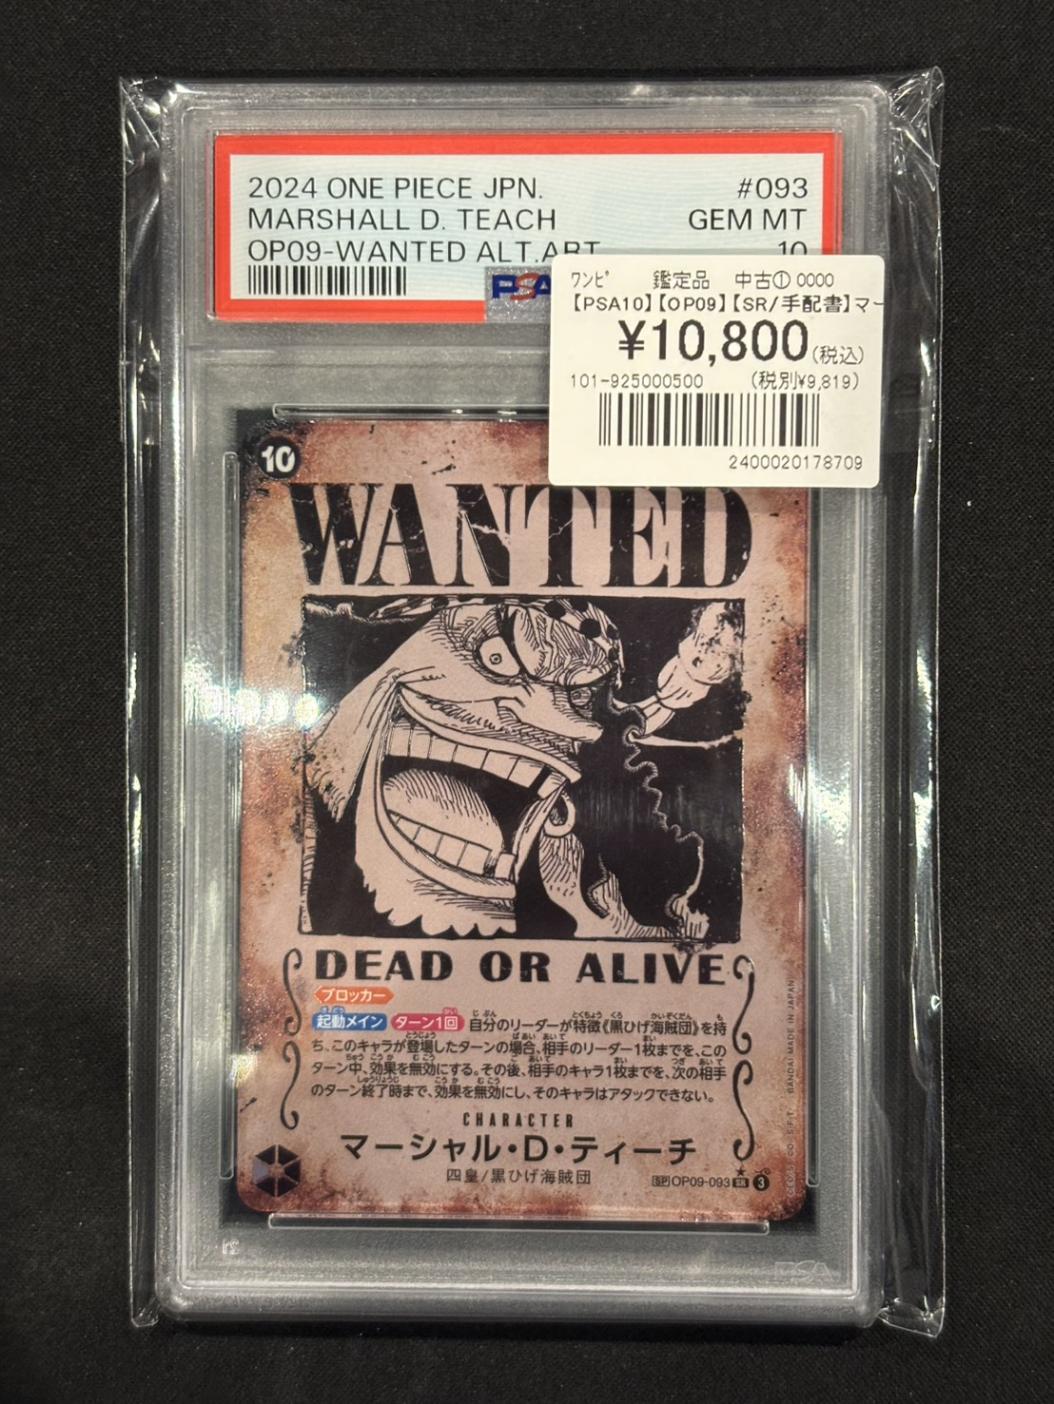 2024 ONE PIECE JPN.
#093
MARSHALL D. TEACH
GEM MT
OP09-WANTED ALT.ART
10
PSA
ワンピ 鑑定品 中古① 0000
【PSA10】【OP09】【SR/手配書】マー
¥10,800(税込)
101-925000500 (税別¥9,819)
2400020178709
10
WANTED
DEAD OR ALIVE
ブロッカー
起動メイン ターン1回 自分のリーダーが特徴《黒ひげ海賊団》を持
ち、このキャラが登場したターンの場合、相手のリーダー1枚までを、この
ターン中、効果を無効にする。その後、相手のキャラ1枚までを、次の相手
のターン終了時まで、効果を無効にし、そのキャラはアタックできない。
CHARACTER
マーシャル・D・ティーチ
四皇/黒ひげ海賊団
SP OP09-093 SR 3
BANDAI MADE IN JAPAN
PSA